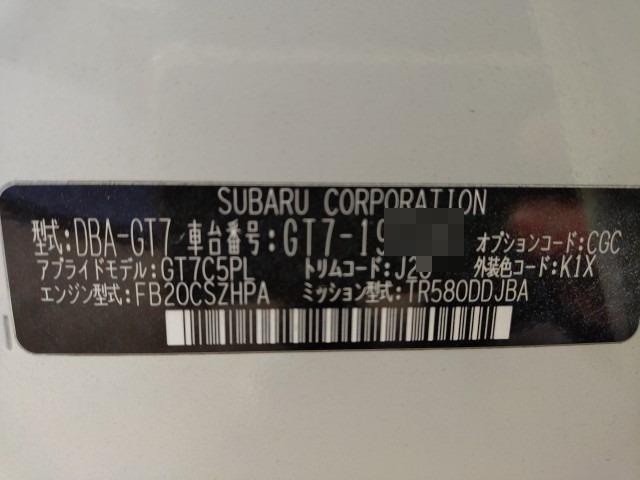 SUBARU CORPORATION
型式:DBA-GT7 車台番号:GT7-19 オプションコード:CGC
アプライドモデル:GT7C5PL トリムコード:J20 外装色コード:K1X
エンジン型式:FB20CSZHPA ミッション型式:TR580DDJBA